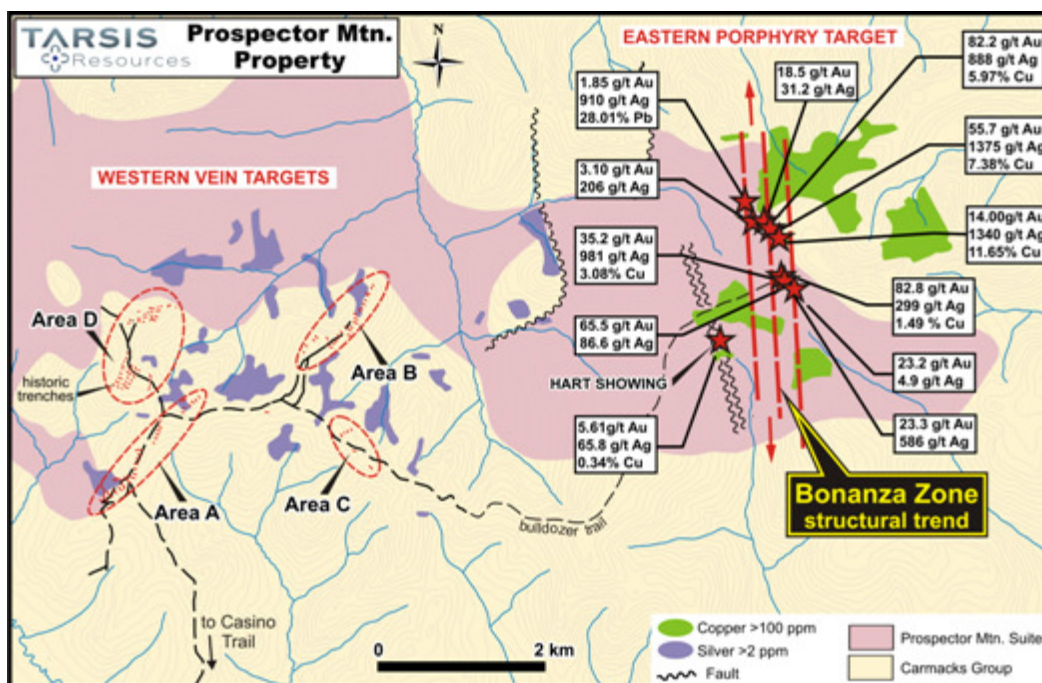 TARSIS
Resources
Prospector Mtn.
Property
N
EASTERN PORPHYRY TARGET
WESTERN VEIN TARGETS
1.85 g/t Au
910 g/t Ag
28.01% Pb
18.5 g/t Au
31.2 g/t Ag
82.2 g/t Au
888 g/t Ag
5.97% Cu
3.10 g/t Au
206 g/t Ag
55.7 g/t Au
1375 g/t Ag
7.38% Cu
35.2 g/t Au
981 g/t Ag
3.08% Cu
14.00g/t Au
1340 g/t Ag
11.65% Cu
65.5 g/t Au
86.6 g/t Ag
82.8 g/t Au
299 g/t Ag
1.49 % Cu
HART SHOWING
23.2 g/t Au
4.9 g/t Ag
5.61g/t Au
65.8 g/t Ag
0.34% Cu
23.3 g/t Au
586 g/t Ag
Area D
historic
trenches
Area B
Area A
Area C
bulldozer trail
Bonanza Zone
structural trend
to Casino
Trail
0
2 km
Copper >100 ppm
Silver >2 ppm
Fault
Prospector Mtn. Suite
Carmacks Group